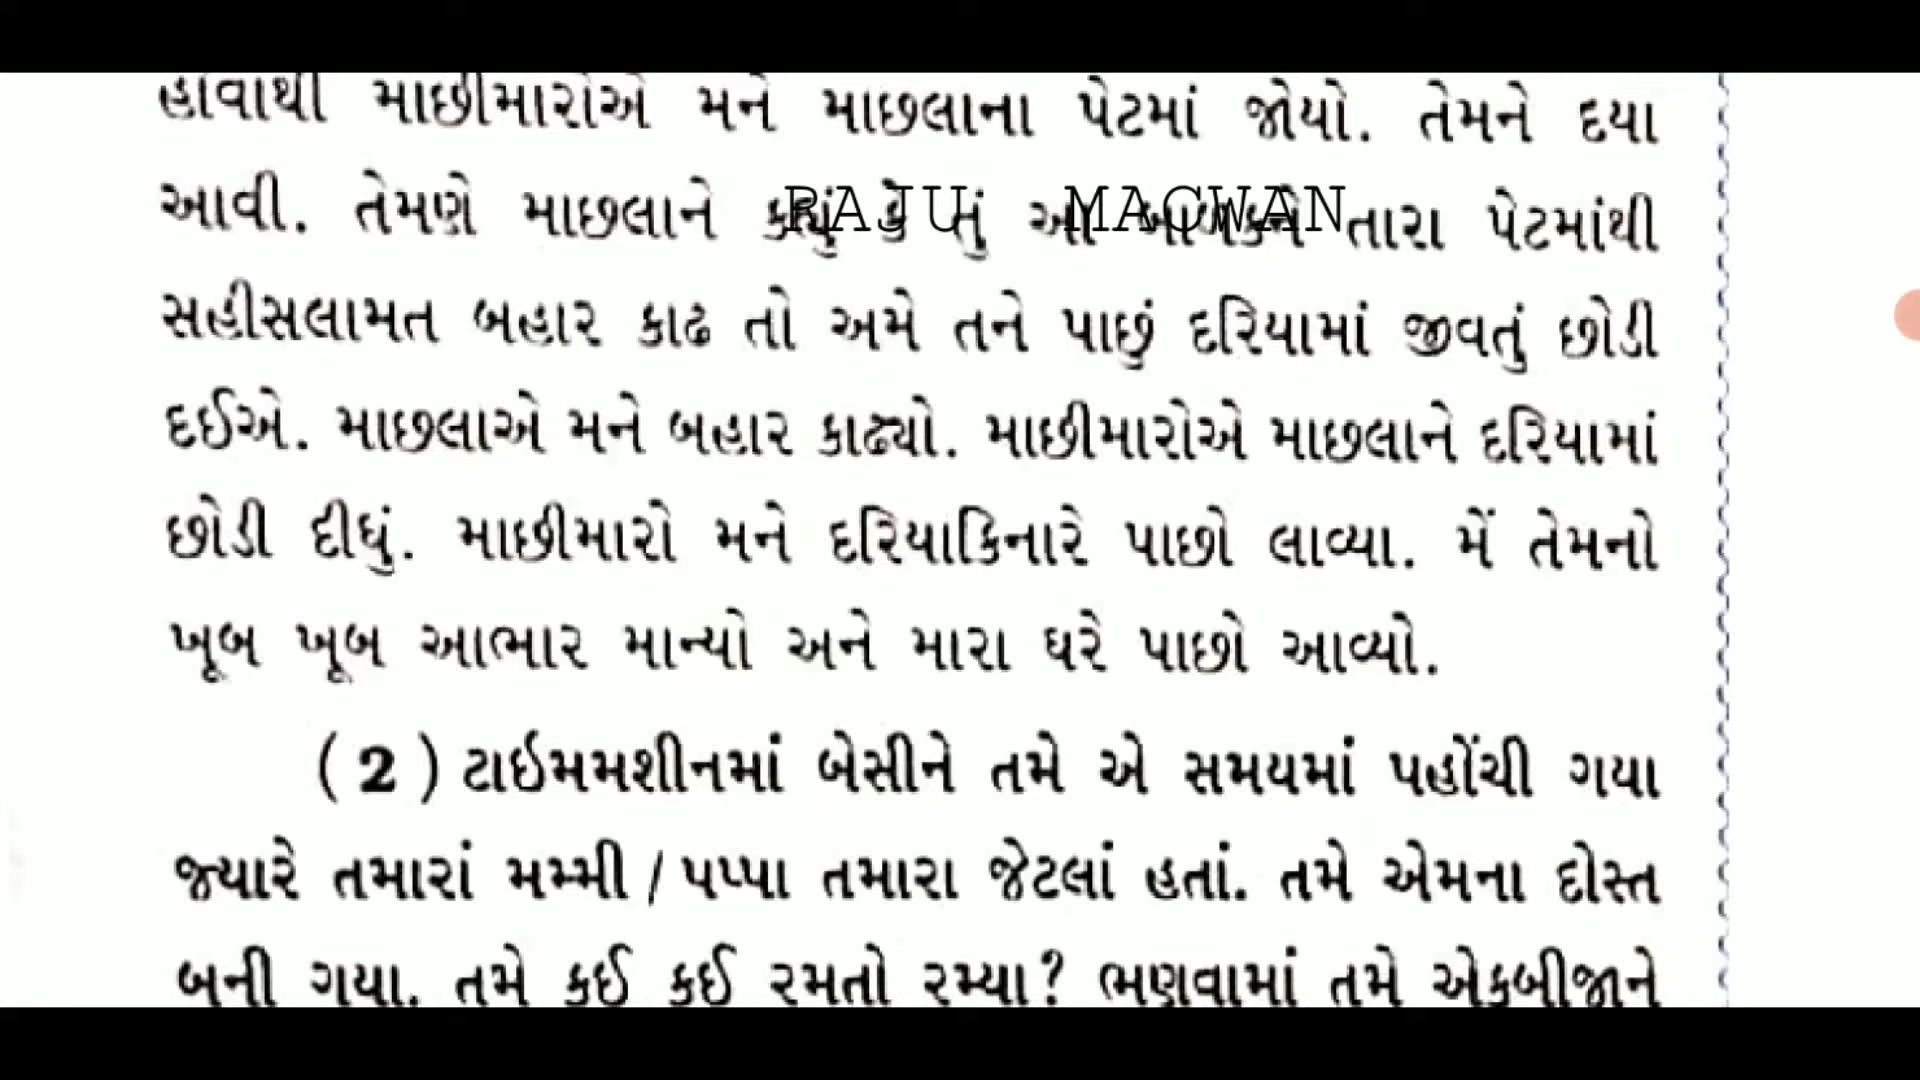 હોવાથી માછીમારોએ મને માછલાના પેટમાં જોયો. તેમને દયા
આવી. તેમણે માછલાને કહ્યું કે તું આ બાળકને તારા પેટમાંથી
RAJU MACWAN
સહીસલામત બહાર કાઢ તો અમે તને પાછું દરિયામાં જીવતું છોડી
દઈએ. માછલાએ મને બહાર કાઢ્યો. માછીમારોએ માછલાને દરિયામાં
છોડી દીધું. માછીમારો મને દરિયાકિનારે પાછો લાવ્યા. મેં તેમનો
ખૂબ ખૂબ આભાર માન્યો અને મારા ઘરે પાછો આવ્યો.
( 2 ) ટાઇમમશીનમાં બેસીને તમે એ સમયમાં પહોંચી ગયા
જ્યારે તમારાં મમ્મી / પપ્પા તમારા જેટલાં હતાં. તમે એમના દોસ્ત
બની ગયા. તમે કઈ કઈ રમતો રમ્યા? ભણવામાં તમે એકબીજાને